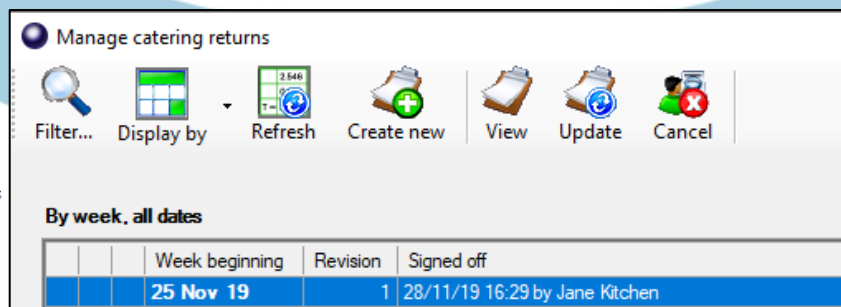 Manage catering returns
Filter... Display by Refresh Create new View Update Cancel
By week, all dates
Week beginning Revision Signed off
25 Nov 19 1 28/11/19 16:29 by Jane Kitchen